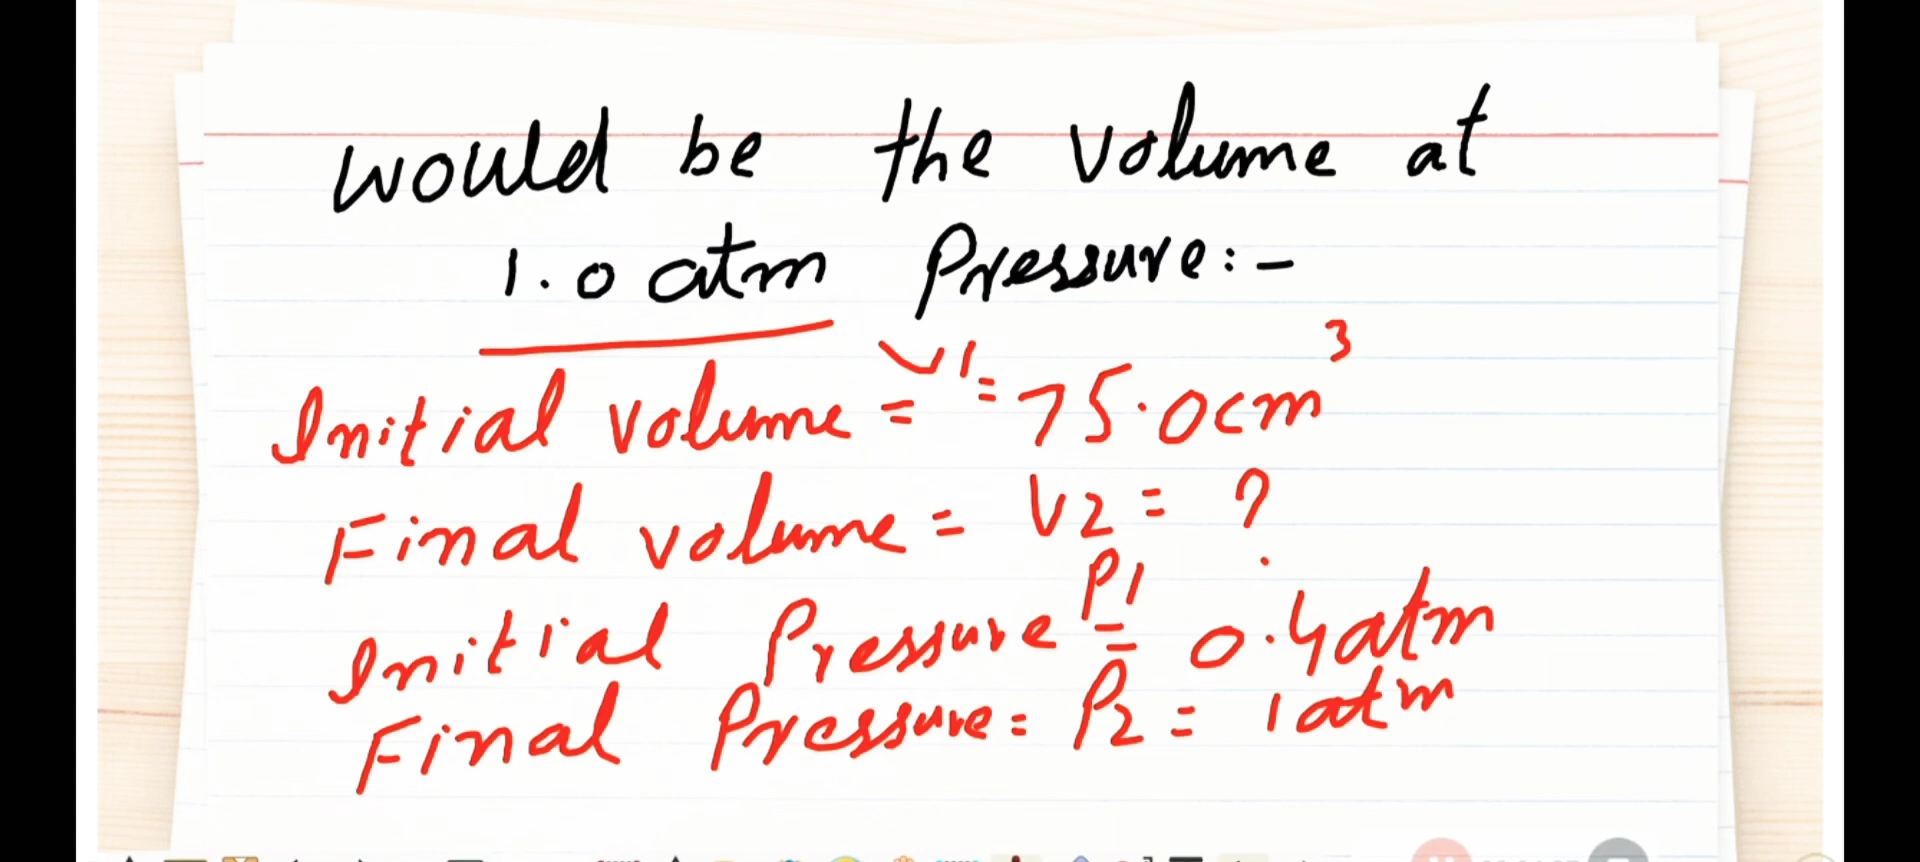 would be the volume at
1.0 atm Pressure:-
Initial volume = V1 = 75.0cm³
Final volume = V2 = ?
Initial Pressure P1 = 0.4atm
Final Pressure = P2 = 1atm